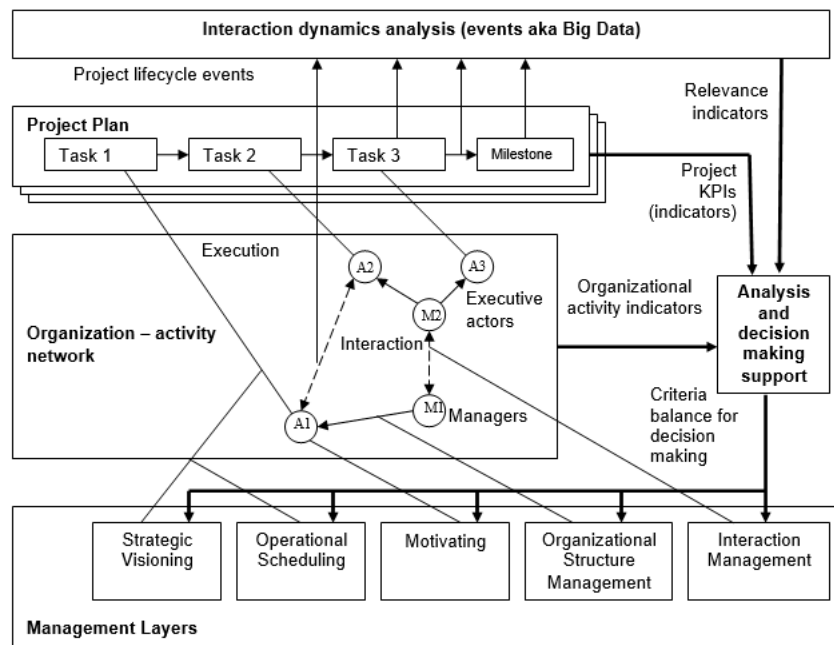 Interaction dynamics analysis (events aka Big Data)
Project lifecycle events
Relevance
indicators
Project Plan
Task 1
Task 2
Task 3
Milestone
Project
KPIs
(indicators)
Execution
A2
A3
Executive
actors
Organizational
activity indicators
Analysis
and
decision
making
support
M2
Organization – activity
network
Interaction
A1
M1
Managers
Criteria
balance for
decision
making
Strategic
Visioning
Operational
Scheduling
Motivating
Organizational
Structure
Management
Interaction
Management
Management Layers